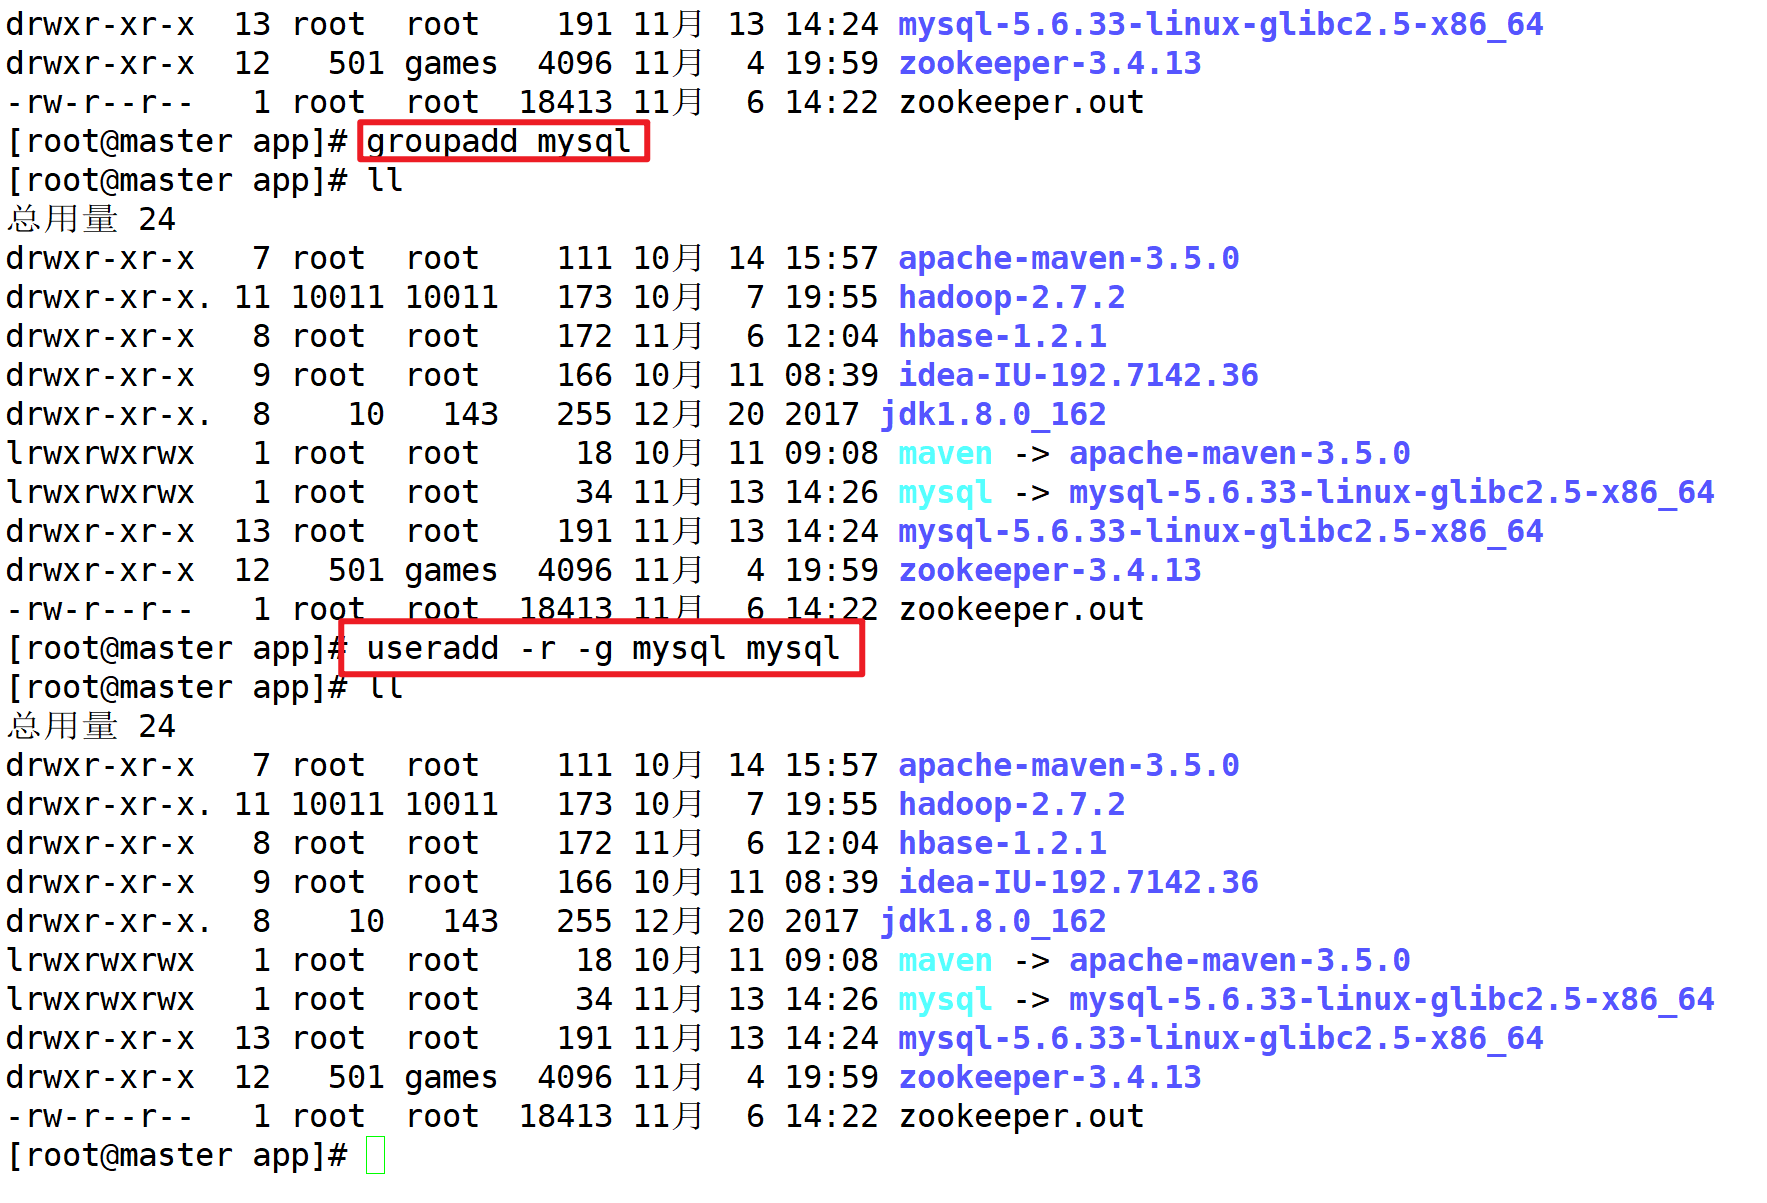 drwxr-xr-x  13 root  root    191 11月 13 14:24 mysql-5.6.33-linux-glibc2.5-x86_64
drwxr-xr-x  12   501 games  4096 11月  4 19:59 zookeeper-3.4.13
-rw-r--r--   1 root  root  18413 11月  6 14:22 zookeeper.out
[root@master app]# groupadd mysql
[root@master app]# ll
总用量 24
drwxr-xr-x   7 root  root    111 10月 14 15:57 apache-maven-3.5.0
drwxr-xr-x. 11 10011 10011   173 10月  7 19:55 hadoop-2.7.2
drwxr-xr-x   8 root  root    172 11月  6 12:04 hbase-1.2.1
drwxr-xr-x   9 root  root    166 10月 11 08:39 idea-IU-192.7142.36
drwxr-xr-x.  8    10   143   255 12月 20 2017 jdk1.8.0_162
lrwxrwxrwx   1 root  root     18 10月 11 09:08 maven -> apache-maven-3.5.0
lrwxrwxrwx   1 root  root     34 11月 13 14:26 mysql -> mysql-5.6.33-linux-glibc2.5-x86_64
drwxr-xr-x  13 root  root    191 11月 13 14:24 mysql-5.6.33-linux-glibc2.5-x86_64
drwxr-xr-x  12   501 games  4096 11月  4 19:59 zookeeper-3.4.13
-rw-r--r--   1 root  root  18413 11月  6 14:22 zookeeper.out
[root@master app]# useradd -r -g mysql mysql
[root@master app]# ll
总用量 24
drwxr-xr-x   7 root  root    111 10月 14 15:57 apache-maven-3.5.0
drwxr-xr-x. 11 10011 10011   173 10月  7 19:55 hadoop-2.7.2
drwxr-xr-x   8 root  root    172 11月  6 12:04 hbase-1.2.1
drwxr-xr-x   9 root  root    166 10月 11 08:39 idea-IU-192.7142.36
drwxr-xr-x.  8    10   143   255 12月 20 2017 jdk1.8.0_162
lrwxrwxrwx   1 root  root     18 10月 11 09:08 maven -> apache-maven-3.5.0
lrwxrwxrwx   1 root  root     34 11月 13 14:26 mysql -> mysql-5.6.33-linux-glibc2.5-x86_64
drwxr-xr-x  13 root  root    191 11月 13 14:24 mysql-5.6.33-linux-glibc2.5-x86_64
drwxr-xr-x  12   501 games  4096 11月  4 19:59 zookeeper-3.4.13
-rw-r--r--   1 root  root  18413 11月  6 14:22 zookeeper.out
[root@master app]#